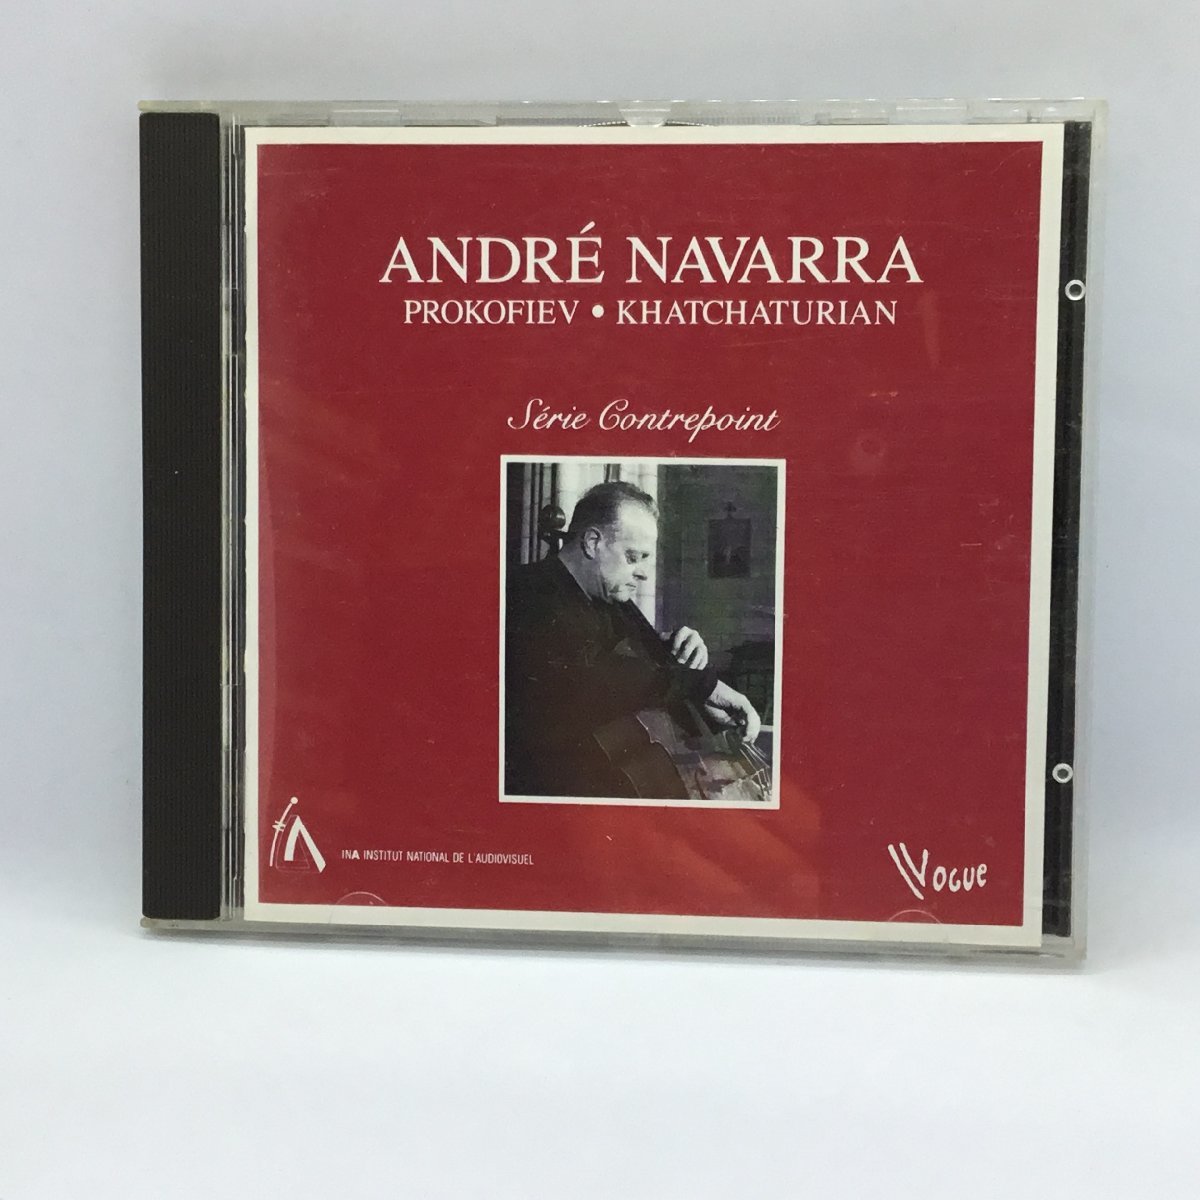 ANDRÉ NAVARRA
PROKOFIEV • KHATCHATURIAN
Série Contrepoint
INA INSTITUT NATIONAL DE L'AUDIOVISUEL
VOGUE